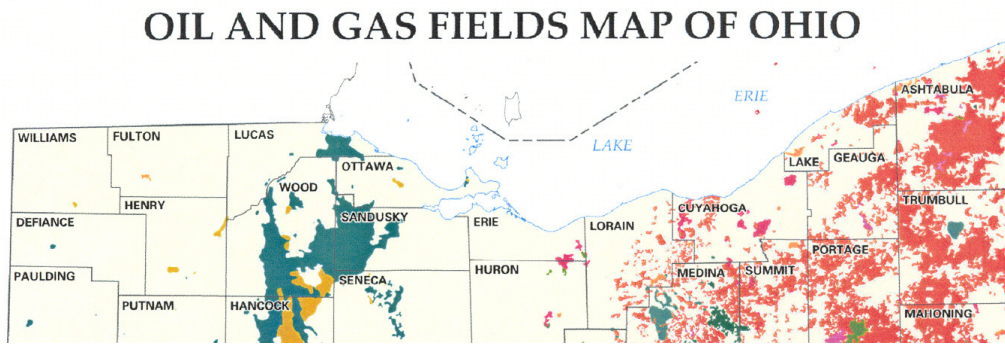 OIL AND GAS FIELDS MAP OF OHIO
ERIE
ASHTABULA
WILLIAMS
FULTON
LUCAS
LAKE
LAKE
GEAUGA
OTTAWA
WOOD
HENRY
SANDUSKY
ERIE
LORAIN
CUYAHOGA
TRUMBULL
DEFIANCE
PORTAGE
PAULDING
SENECA
HURON
MEDINA
SUMMIT
PUTNAM
HANCOCK
MAHONING